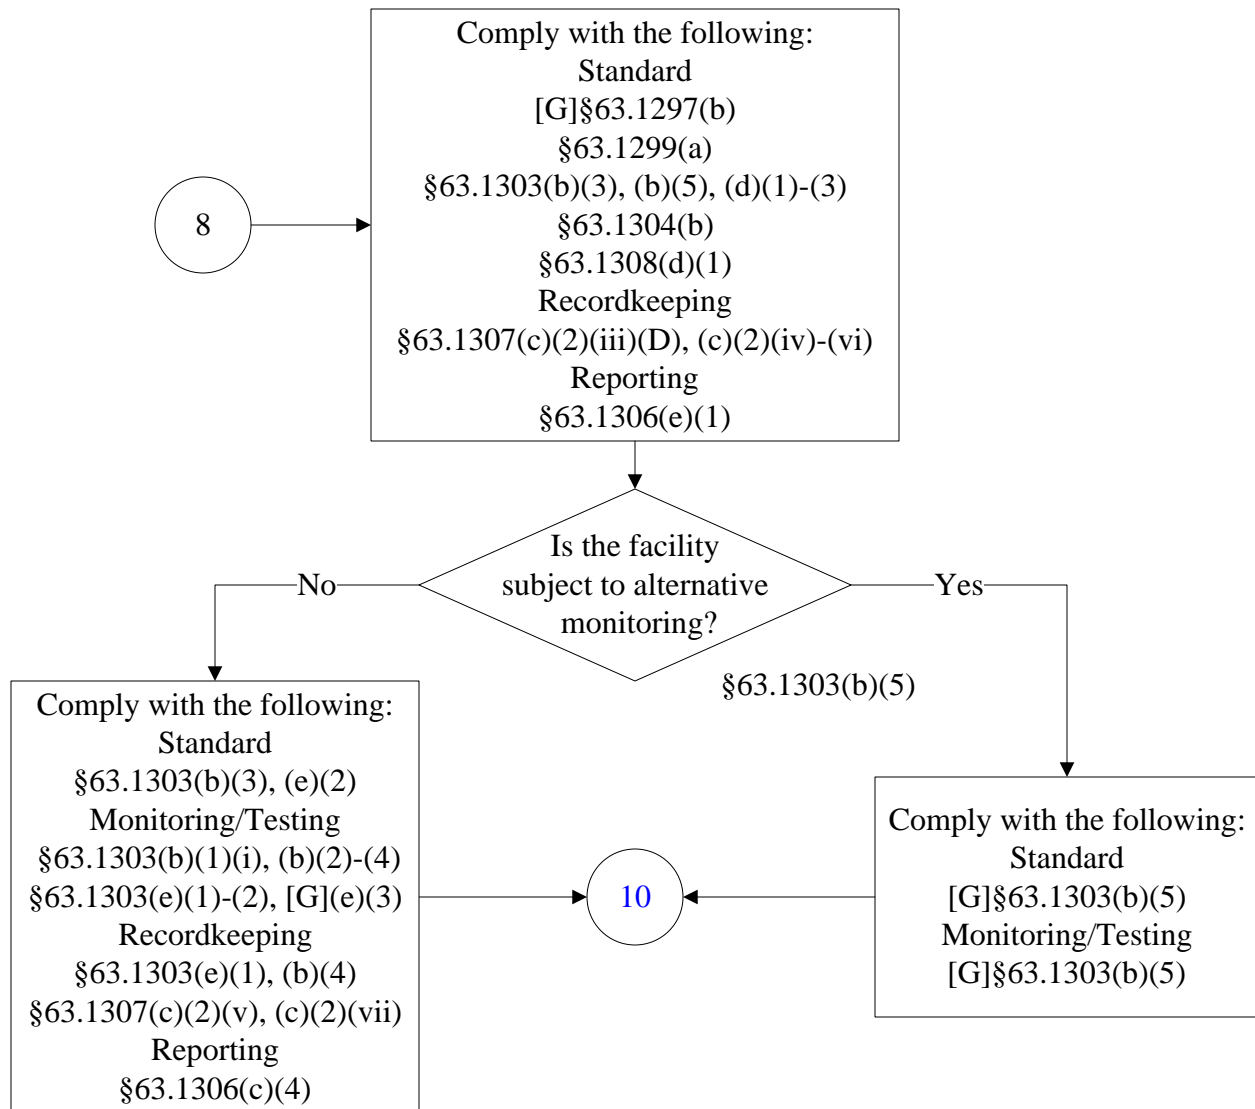 Comply with the following:
Standard
[G]§63.1297(b)
§63.1299(a)
§63.1303(b)(3), (b)(5), (d)(1)-(3)
§63.1304(b)
§63.1308(d)(1)
Recordkeeping
§63.1307(c)(2)(iii)(D), (c)(2)(iv)-(vi)
Reporting
§63.1306(e)(1)
8
Is the facility
subject to alternative
monitoring?
No
Yes
§63.1303(b)(5)
Comply with the following:
Standard
§63.1303(b)(3), (e)(2)
Monitoring/Testing
§63.1303(b)(1)(i), (b)(2)-(4)
§63.1303(e)(1)-(2), [G](e)(3)
Recordkeeping
§63.1303(e)(1), (b)(4)
§63.1307(c)(2)(v), (c)(2)(vii)
Reporting
§63.1306(c)(4)
10
Comply with the following:
Standard
[G]§63.1303(b)(5)
Monitoring/Testing
[G]§63.1303(b)(5)